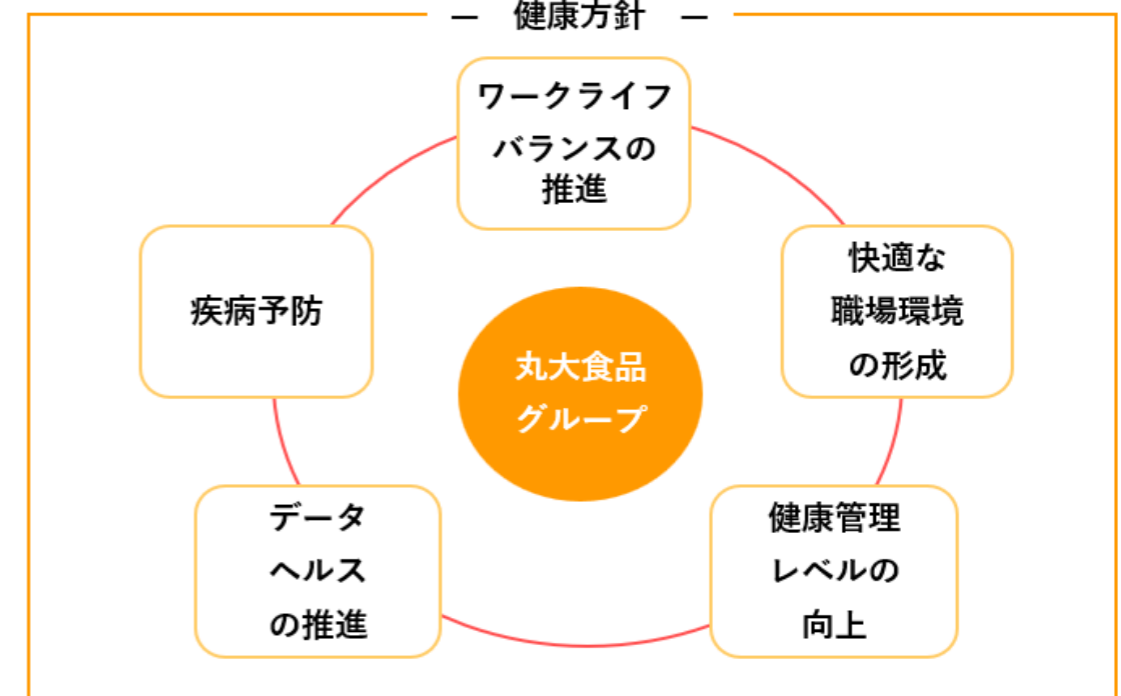 — 健康方針 —
ワークライフ
バランスの
推進
快適な
職場環境
の形成
健康管理
レベルの
向上
データ
ヘルス
の推進
疾病予防
丸大食品
グループ